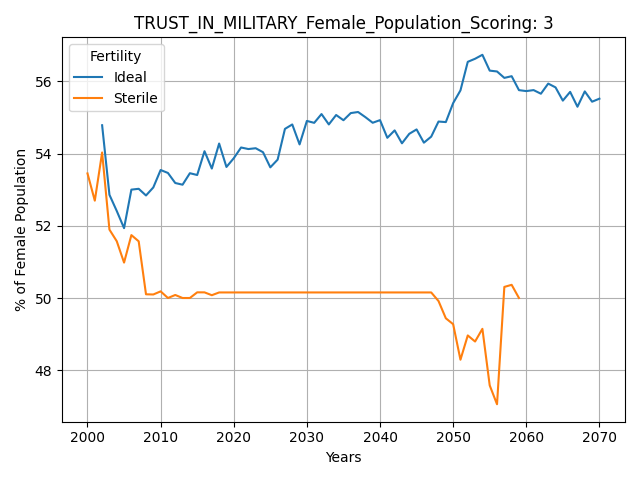 TRUST_IN_MILITARY_Female_Population_Scoring: 3
Fertility
Ideal
Sterile
% of Female Population
56
54
52
50
48
2000 2010 2020 2030 2040 2050 2060 2070
Years